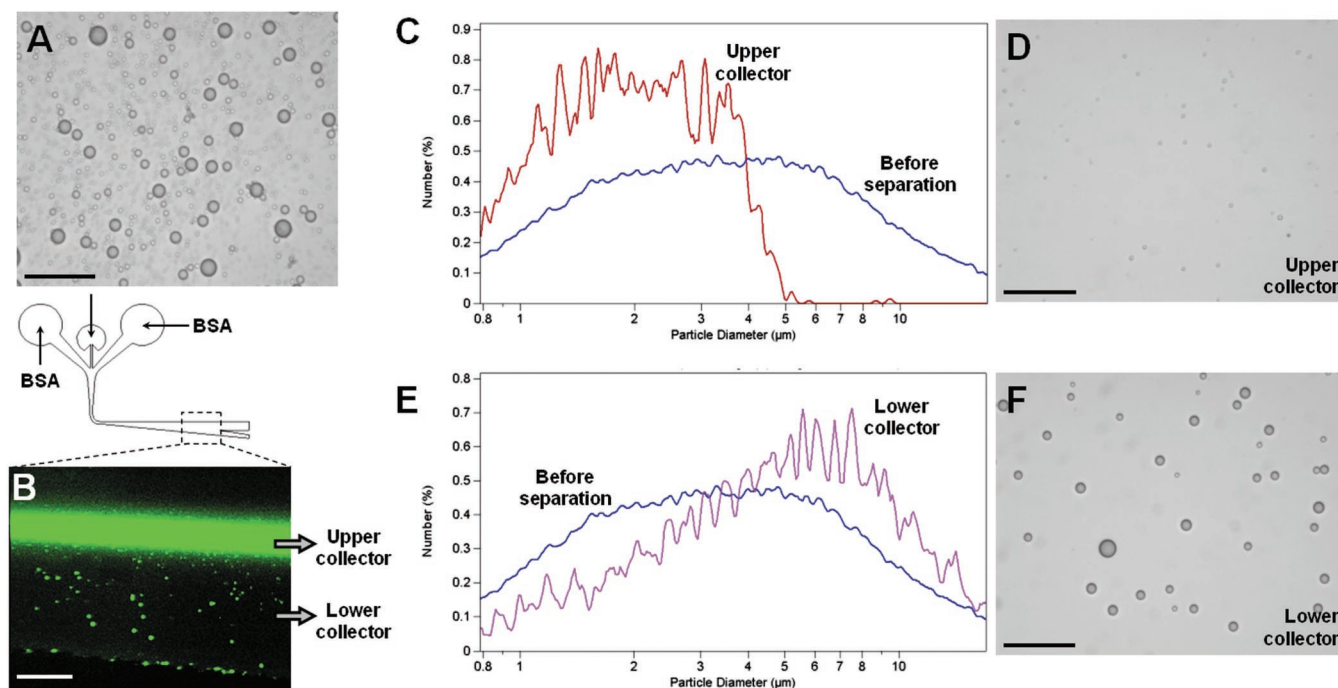 A
BSA
BSA
B
Upper
collector
Lower
collector
C
Number (%)
0.9
0.8
0.7
0.6
0.5
0.4
0.3
0.2
0.1
0
Upper
collector
Before
separation
0.8 1 2 3 4 5 6 7 8 10
Particle Diameter (µm)
D
Upper
collector
E
Number (%)
0.8
0.7
0.6
0.5
0.4
0.3
0.2
0.1
0
Before
separation
Lower
collector
0.8 1 2 3 4 5 6 7 8 10
Particle Diameter (µm)
F
Lower
collector